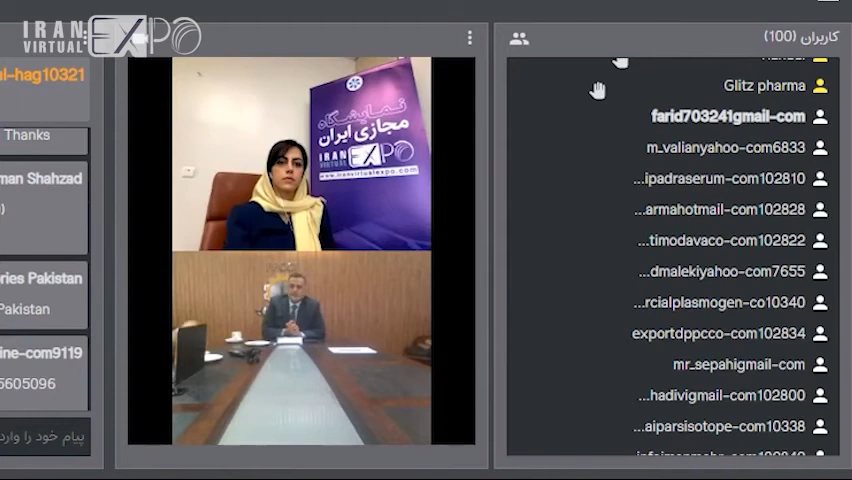 IRAN
VIRTUAL
EXPO
ul-hag10321
Thanks
man Shahzad
ries Pakistan
Pakistan
ine-com9119
5605096
پیام خود را وارد
نمایشگاه
مجازی ایران
IRAN
VIRTUAL
EXPO
www.iranvirtualexpo.com
کاربران (100)
Glitz pharma
farid703241gmail-com
m_valianyahoo-com6833
...ipadraserum-com102810
...armahotmail-com102828
...timodavaco-com102822
...dmalekiyahoo-com7655
...rcialplasmogen-co10340
exportdppcco-com102834
mr_sepahigmail-com
...hadivigmail-com102800
...aiparsisotope-com10338